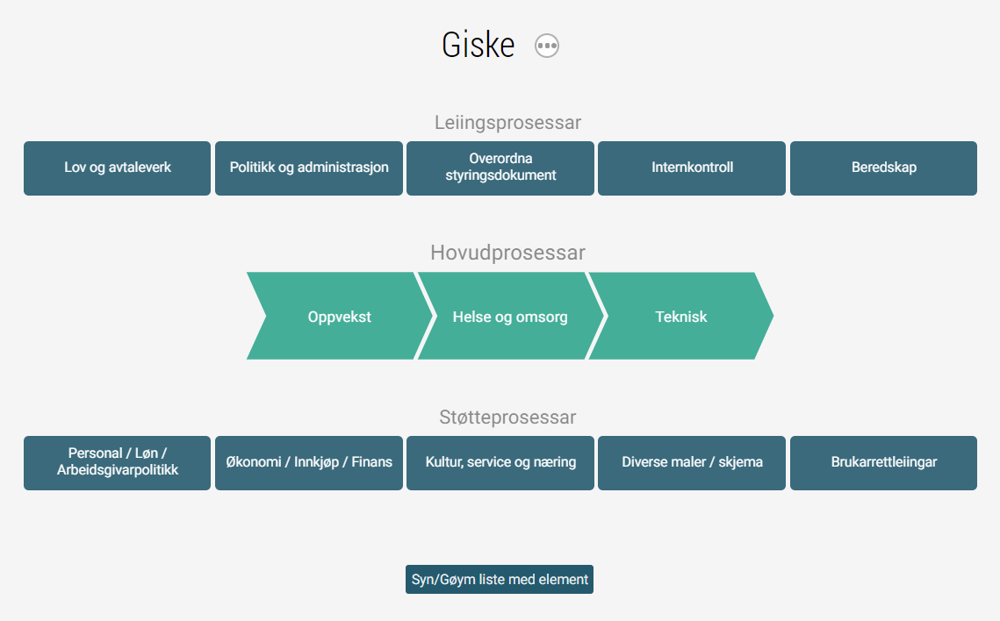 Giske
Leiingsprosessar
Lov og avtaleverk
Politikk og administrasjon
Overordna
styringsdokument
Internkontroll
Beredskap
Hovudprosessar
Oppvekst
Helse og omsorg
Teknisk
Støtteprosessar
Personal / Løn /
Arbeidsgivarpolitikk
Økonomi / Innkjøp / Finans
Kultur, service og næring
Diverse maler / skjema
Brukarrettleiingar
Syn/Gøym liste med element